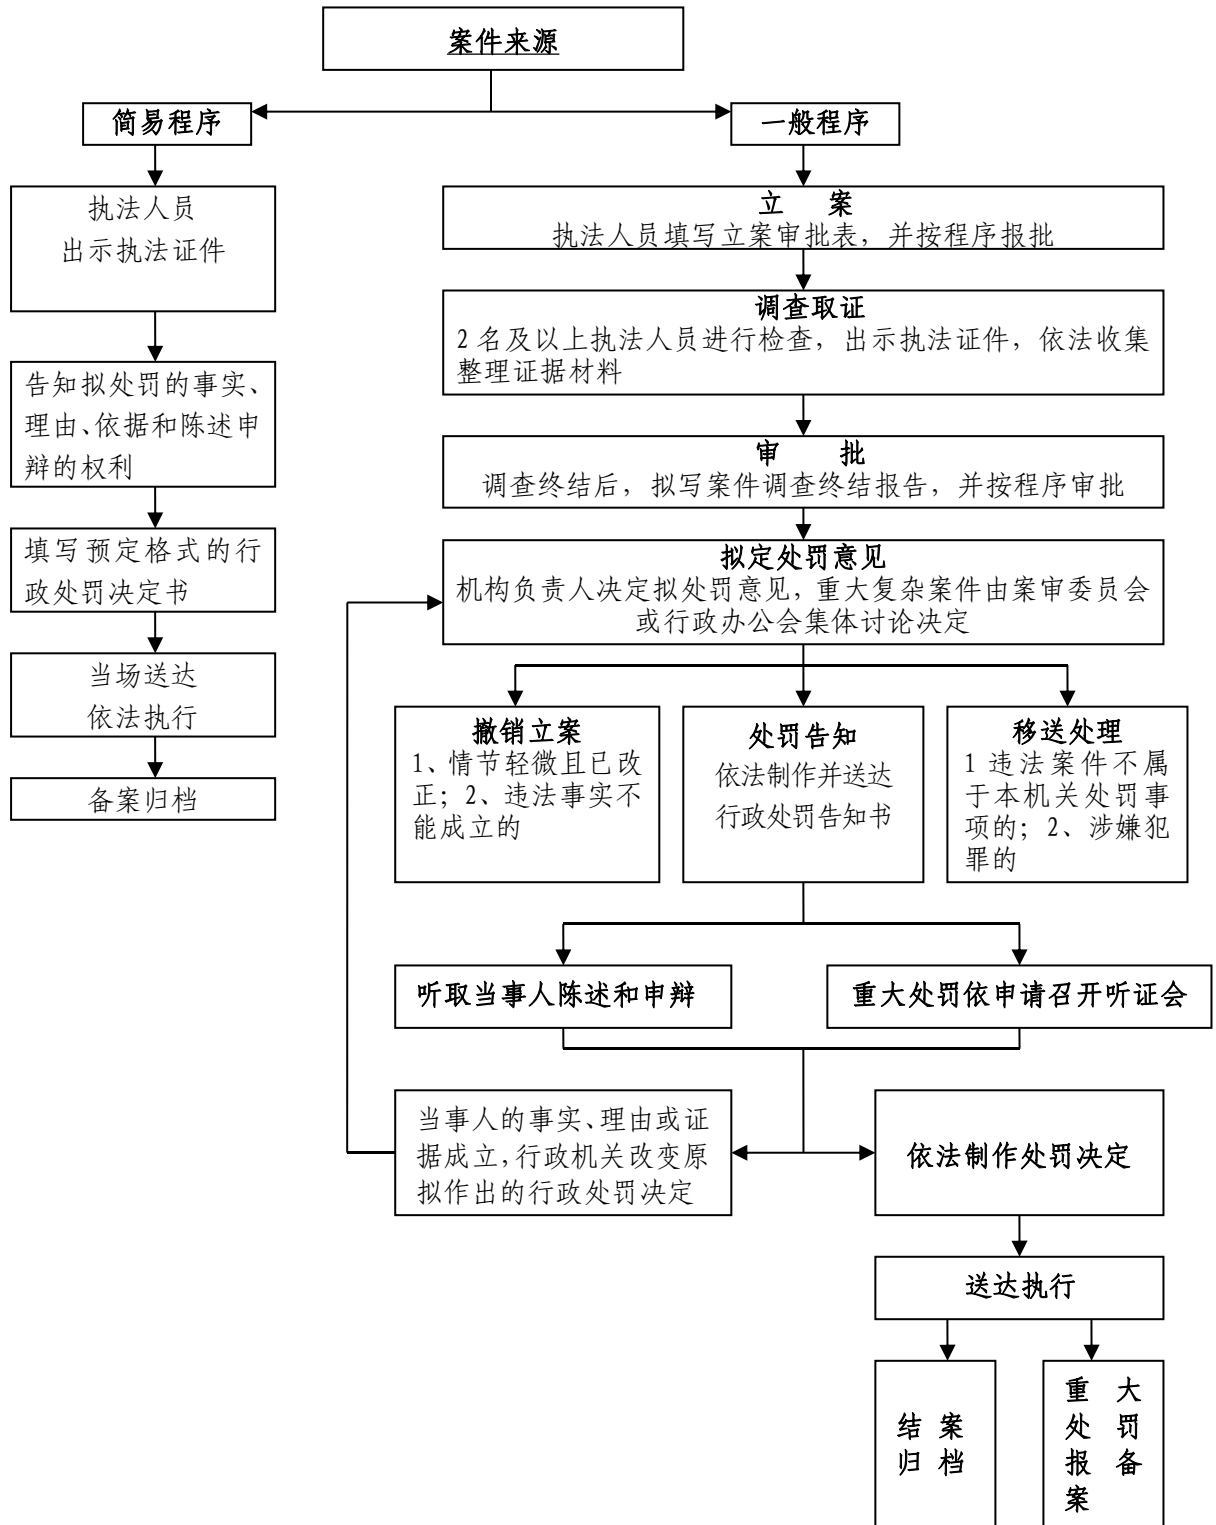 案件来源
简易程序
一般程序
执法人员
出示执法证件
告知拟处罚的事实、
理由、依据和陈述申
辩的权利
填写预定格式的行
政处罚决定书
当场送达
依法执行
备案归档
立 案
执法人员填写立案审批表，并按程序报批
调查取证
2名及以上执法人员进行检查，出示执法证件，依法收集
整理证据材料
审 批
调查终结后，拟写案件调查终结报告，并按程序审批
拟定处罚意见
机构负责人决定拟处罚意见，重大复杂案件由案审委员会
或行政办公会集体讨论决定
撤销立案
1、情节轻微且已改
正；2、违法事实不
能成立的
处罚告知
依法制作并送达
行政处罚告知书
移送处理
1 违法案件不属
于本机关处罚事
项的；2、涉嫌犯
罪的
听取当事人陈述和申辩
重大处罚依申请召开听证会
当事人的事实、理由或证
据成立，行政机关改变原
拟作出的行政处罚决定
依法制作处罚决定
送达执行
结 案
归 档
重 大
处 罚
报 备
案